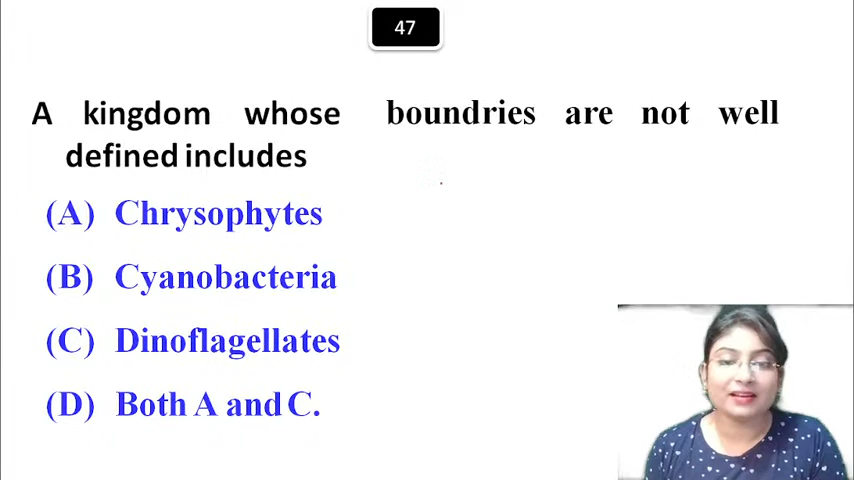 47
A kingdom whose boundries are not well
defined includes
(A) Chrysophytes
(B) Cyanobacteria
(C) Dinoflagellates
(D) Both A and C.